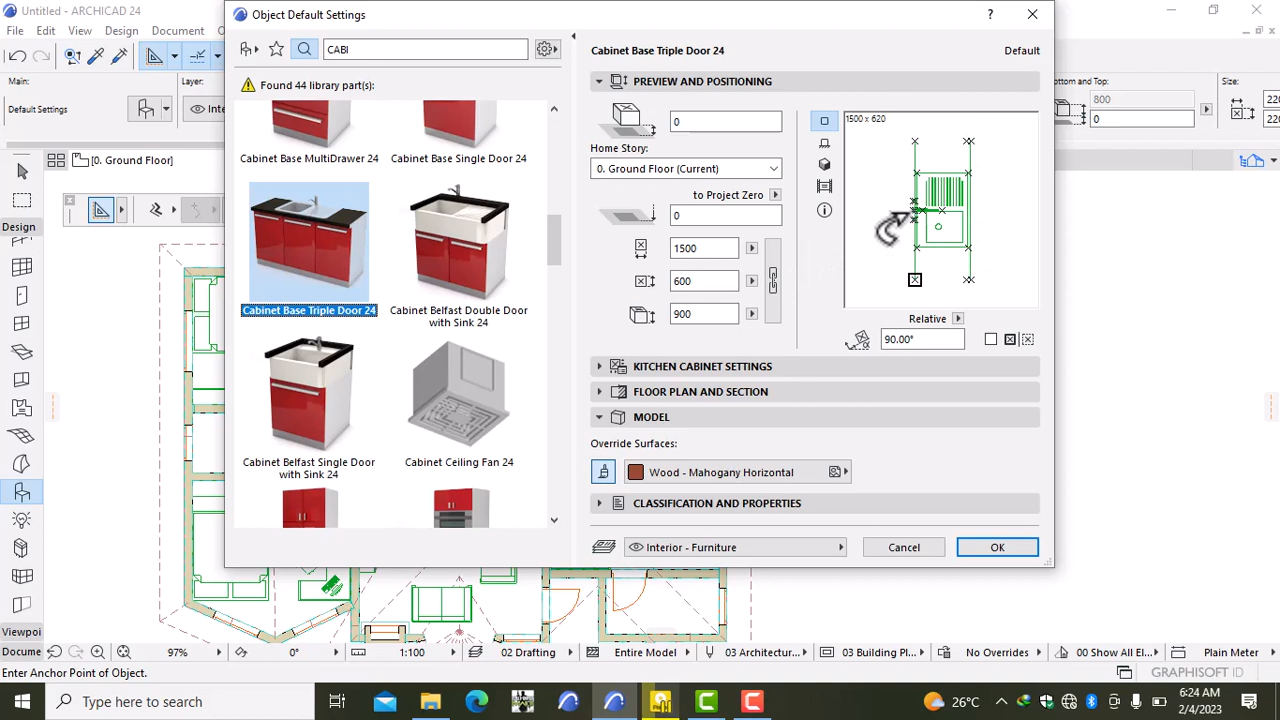 Untitled - ARCHICAD 24
File Edit View Design Document
Main: Layer:
Default Settings
Inte
[0. Ground Floor]
Design
Viewpoi
Docume
Object Default Settings
?
CABI
Found 44 library part(s):
Cabinet Base MultiDrawer 24
Cabinet Base Single Door 24
Cabinet Base Triple Door 24
Cabinet Belfast Double Door with Sink 24
Cabinet Belfast Single Door with Sink 24
Cabinet Ceiling Fan 24
Cabinet Base Triple Door 24 Default
PREVIEW AND POSITIONING
0
Home Story:
0. Ground Floor (Current)
to Project Zero
0
1500
600
900
1500 x 620
Relative
90.00°
KITCHEN CABINET SETTINGS
FLOOR PLAN AND SECTION
MODEL
Override Surfaces:
Wood - Mahogany Horizontal
CLASSIFICATION AND PROPERTIES
Interior - Furniture
Cancel OK
Bottom and Top: Size:
800
0
220
220
97% 0° 1:100 02 Drafting Entire Model 03 Architectur... 03 Building Pl... No Overrides 00 Show All El... Plain Meter
Enter Anchor Point of Object.
GRAPHISOFT ID
Type here to search
26°C
6:24 AM
2/4/2023